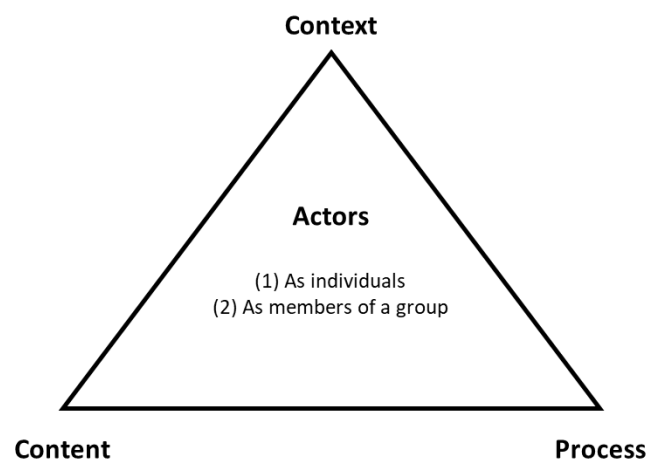 Context
Actors
(1) As individuals
(2) As members of a group
Content
Process